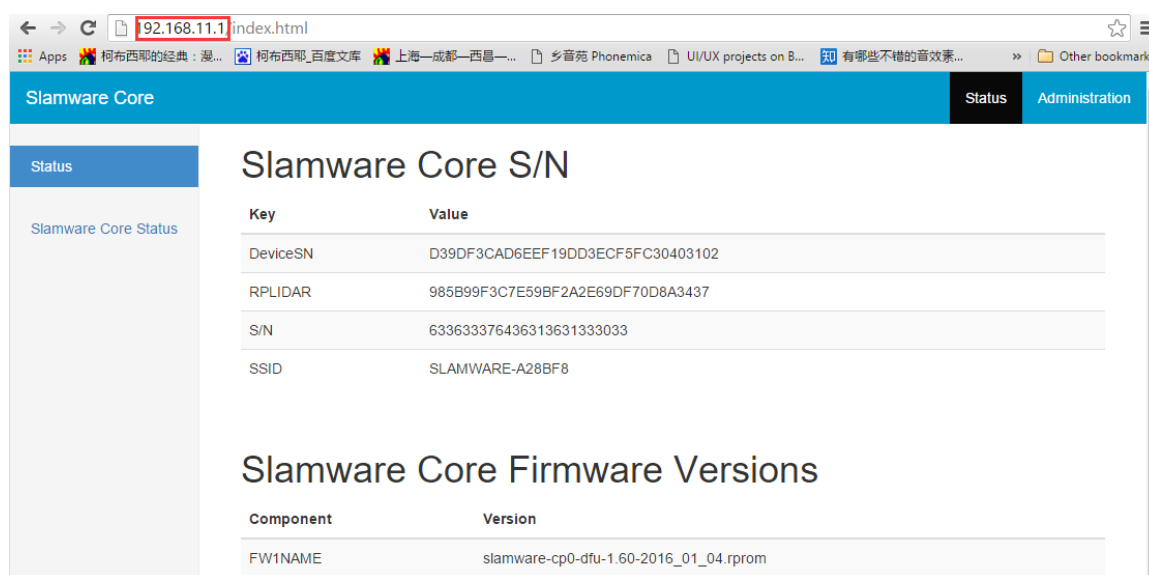 192.168.11.1/index.html
Apps 柯布西耶的经典：漫... 柯布西耶_百度文库 上海—成都—西昌—... 乡音苑 Phonemica UI/UX projects on B... 知 有哪些不错的音效素... » Other bookmark
Slamware Core Status Administration
Status
Slamware Core Status
Slamware Core S/N
Key Value
DeviceSN D39DF3CAD6EEF19DD3ECF5FC30403102
RPLIDAR 985B99F3C7E59BF2A2E69DF70D8A3437
S/N 633633376436313631333033
SSID SLAMWARE-A28BF8
Slamware Core Firmware Versions
Component Version
FW1NAME slamware-cp0-dfu-1.60-2016_01_04.rprom